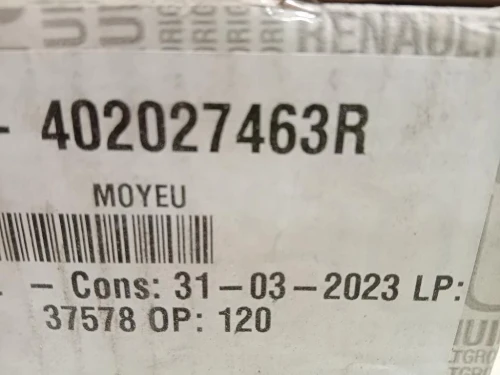 RENAULT
- 402027463R
MOYEU
- Cons: 31-03-2023 LP:
37578 OP: 120